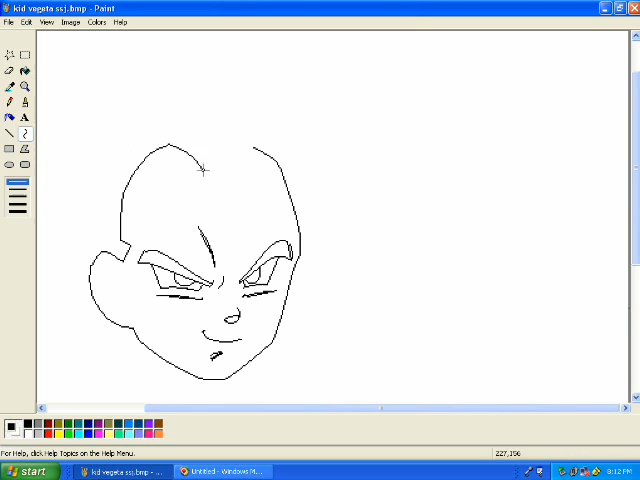 kid vegeta ssj.bmp - Paint
File Edit View Image Colors Help
A
For Help, click Help Topics on the Help Menu.
227,156
start
kid vegeta ssj.bmp - ...
Untitled - Windows M...
8:12 PM